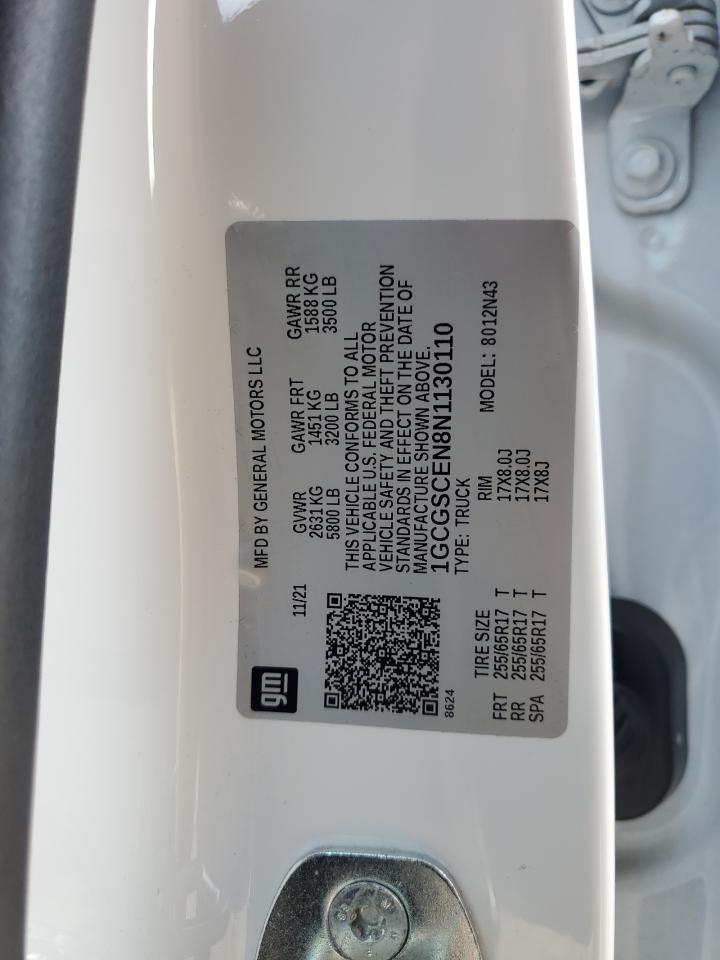 gm
MFD BY GENERAL MOTORS LLC
11/21 GVWR GAWR FRT GAWR RR
2631 KG 1451 KG 1588 KG
5800 LB 3200 LB 3500 LB
THIS VEHICLE CONFORMS TO ALL
APPLICABLE U.S. FEDERAL MOTOR
VEHICLE SAFETY AND THEFT PREVENTION
STANDARDS IN EFFECT ON THE DATE OF
MANUFACTURE SHOWN ABOVE.
1GCGSCEN8N1130110
8624 TYPE: TRUCK
TIRE SIZE RIM MODEL: 8012N43
FRT 255/65R17 T 17X8.0J
RR 255/65R17 T 17X8.0J
SPA 255/65R17 T 17X8J